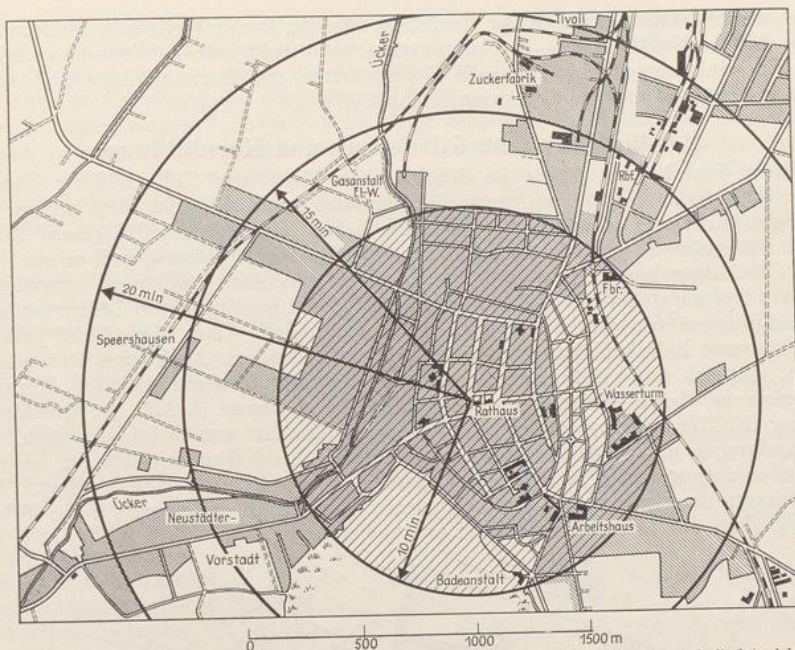 Tivoli
Ücker
Zuckerfabrik
Gasanstalt
El.-W.
Rbf.
15 min
20 min
Fbr.
Speershausen
Wasserturm
Rathaus
Ücker
Neustädter-
Arbeitshaus
10 min
Vorstadt
Badeanstalt
0 500 1000 1500 m